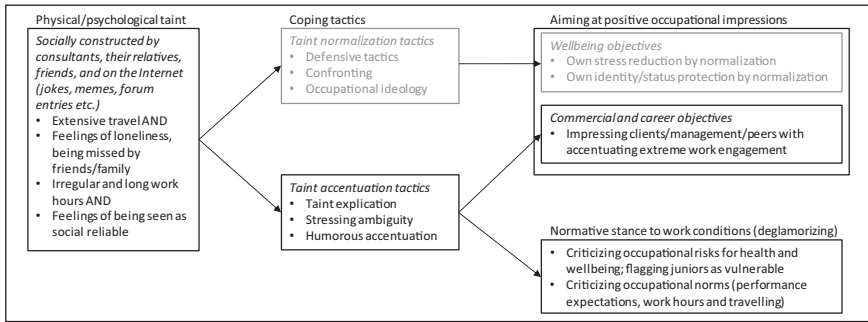 Physical/psychological taint
Socially constructed by
consultants, their relatives,
friends, and on the Internet
(jokes, memes, forum
entries etc.)
• Extensive travel AND
• Feelings of loneliness,
being missed by
friends/family
• Irregular and long work
hours AND
• Feelings of being seen as
social reliable
Coping tactics
Taint normalization tactics
• Defensive tactics
• Confronting
• Occupational ideology
Taint accentuation tactics
• Taint explication
• Stressing ambiguity
• Humorous accentuation
Aiming at positive occupational impressions
Wellbeing objectives
• Own stress reduction by normalization
• Own identity/status protection by normalization
Commercial and career objectives
• Impressing clients/management/peers with
accentuating extreme work engagement
Normative stance to work conditions (deglamorizing)
• Criticizing occupational risks for health and
wellbeing; flagging juniors as vulnerable
• Criticizing occupational norms (performance
expectations, work hours and travelling)